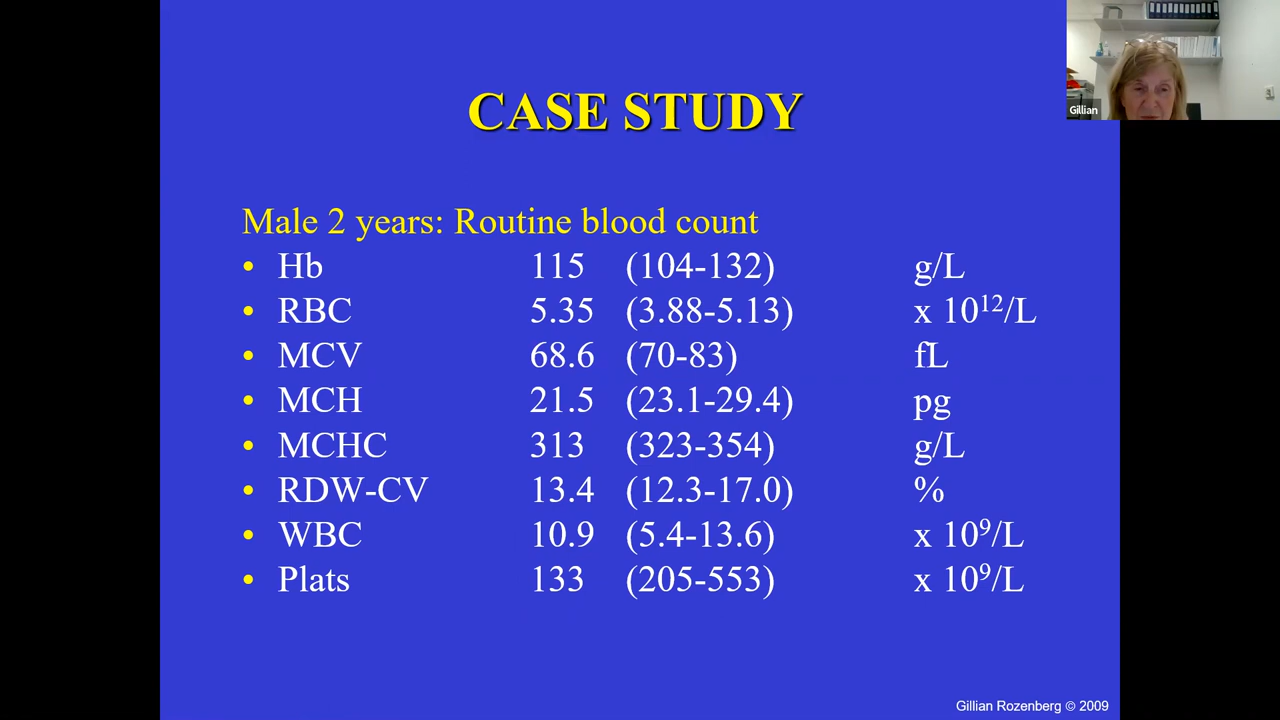 Gillian
CASE STUDY
Male 2 years: Routine blood count
• Hb 115 (104-132) g/L
• RBC 5.35 (3.88-5.13) x 10¹²/L
• MCV 68.6 (70-83) fL
• MCH 21.5 (23.1-29.4) pg
• MCHC 313 (323-354) g/L
• RDW-CV 13.4 (12.3-17.0) %
• WBC 10.9 (5.4-13.6) x 10⁹/L
• Plats 133 (205-553) x 10⁹/L
Gillian Rozenberg © 2009